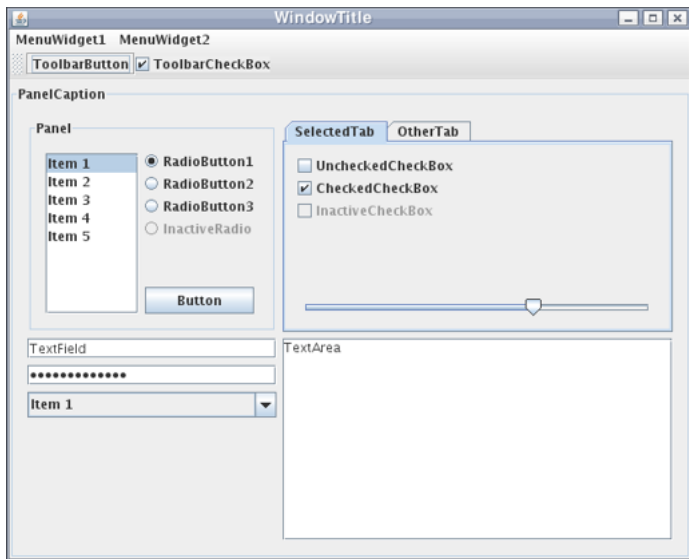 WindowTitle
MenuWidget1 MenuWidget2
ToolbarButton ToolbarCheckBox
PanelCaption
Panel
Item 1
Item 2
Item 3
Item 4
Item 5
RadioButton1
RadioButton2
RadioButton3
InactiveRadio
Button
SelectedTab OtherTab
UncheckedCheckBox
CheckedCheckBox
InactiveCheckBox
TextField
•••••••••••••
Item 1
TextArea